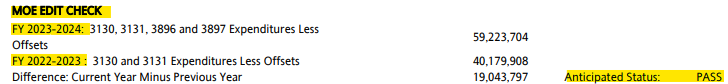 MOE EDIT CHECK
FY 2023-2024: 3130, 3131, 3896 and 3897 Expenditures Less
Offsets 59,223,704
FY 2022-2023 : 3130 and 3131 Expenditures Less Offsets 40,179,908
Difference: Current Year Minus Previous Year 19,043,797 Anticipated Status: PASS